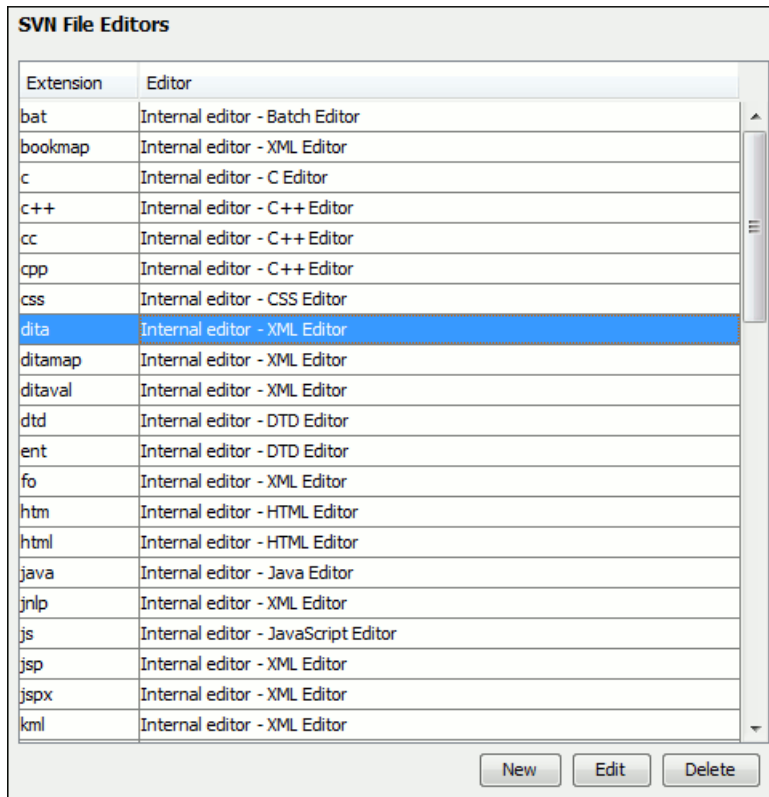 SVN File Editors
Extension Editor
bat Internal editor - Batch Editor
bookmap Internal editor - XML Editor
c Internal editor - C Editor
c++ Internal editor - C++ Editor
cc Internal editor - C++ Editor
cpp Internal editor - C++ Editor
css Internal editor - CSS Editor
dita Internal editor - XML Editor
ditamap Internal editor - XML Editor
ditaval Internal editor - XML Editor
dtd Internal editor - DTD Editor
ent Internal editor - DTD Editor
fo Internal editor - XML Editor
htm Internal editor - HTML Editor
html Internal editor - HTML Editor
java Internal editor - Java Editor
jnlp Internal editor - XML Editor
js Internal editor - JavaScript Editor
jsp Internal editor - XML Editor
jspx Internal editor - XML Editor
kml Internal editor - XML Editor
New Edit Delete